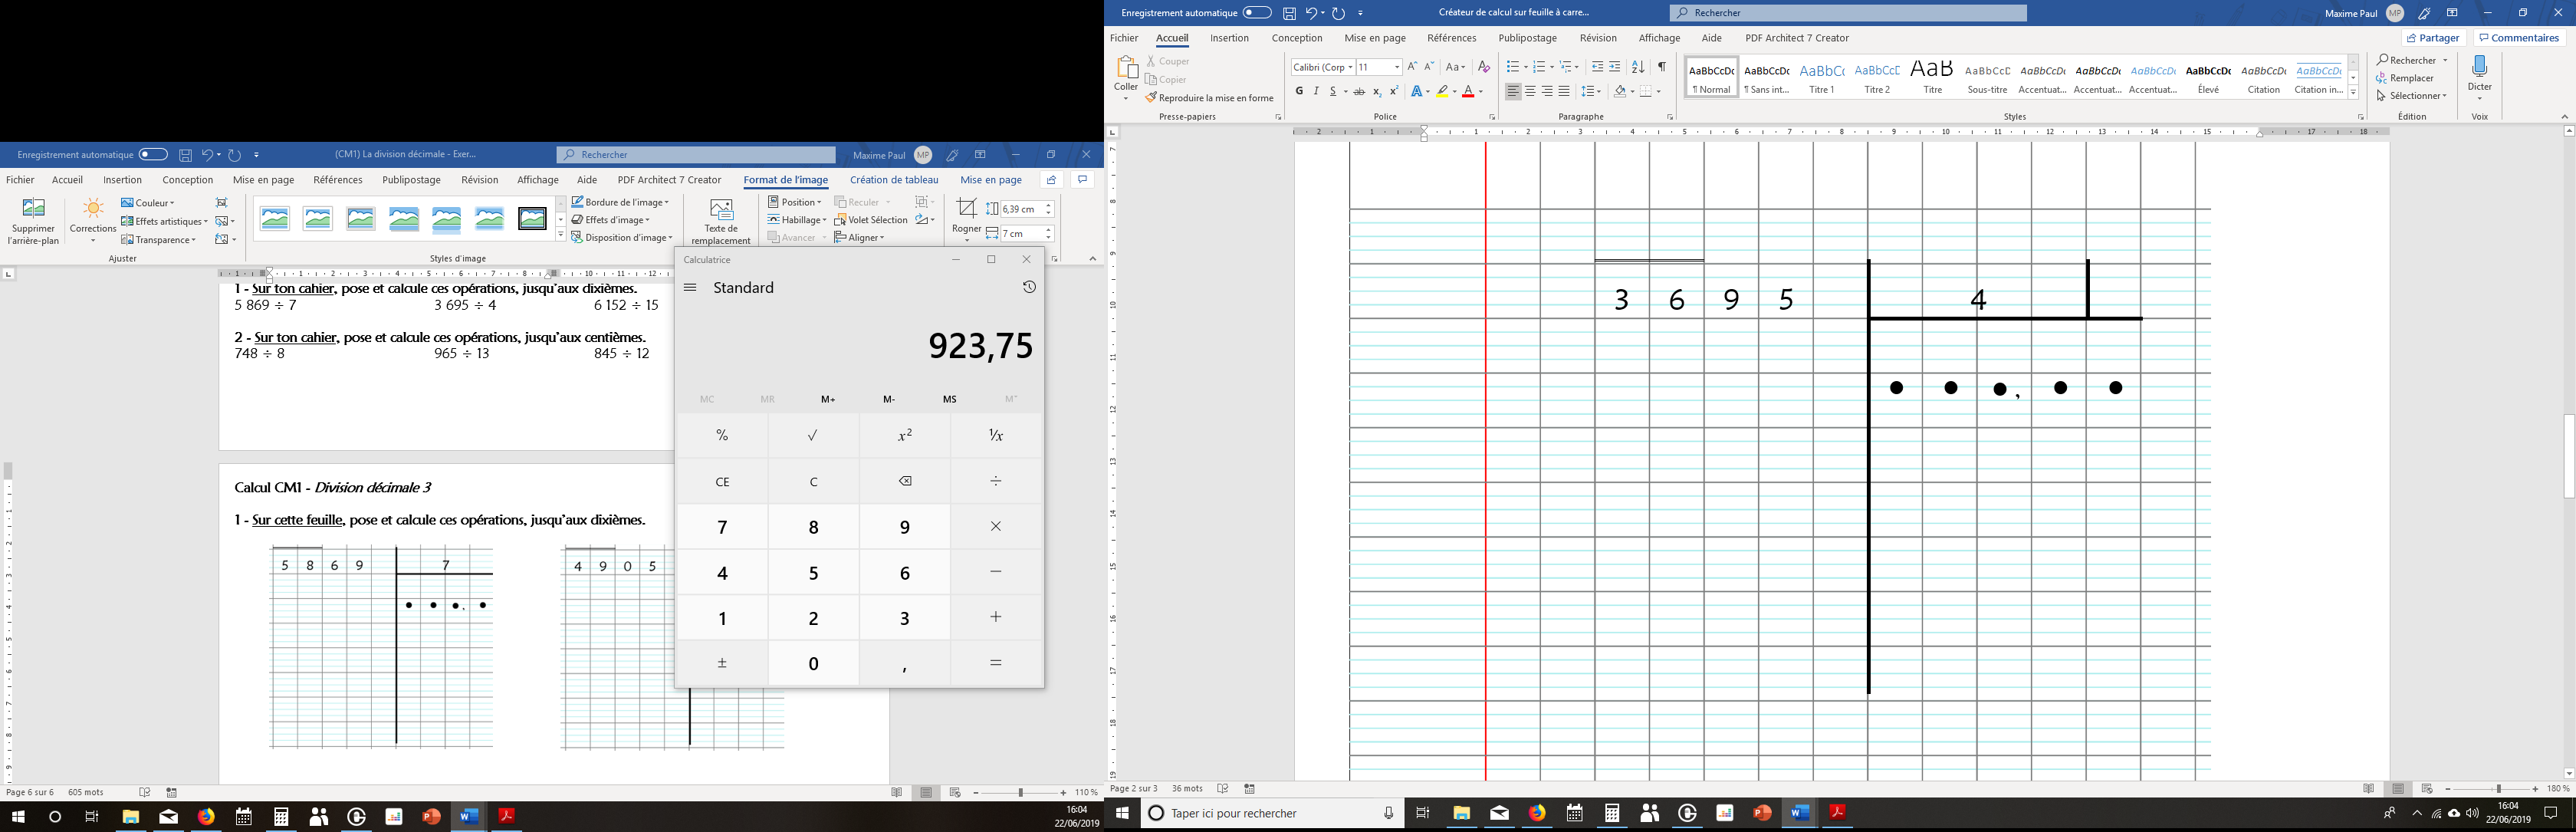 Enregistrement automatique
(CM1) La division décimale - Exer...
Rechercher
Maxime Paul
MP
Fichier Accueil Insertion Conception Mise en page Références Publipostage Révision Affichage Aide PDF Architect 7 Creator Format de l'image Création de tableau Mise en page
Supprimer l'arrière-plan
Corrections
Couleur
Effets artistiques
Transparence
Ajuster
Styles d'image
Bordure de l'image
Effets d'image
Disposition d'image
Texte de remplacement
Position
Habillage
Avancer
Reculer
Volet Sélection
Aligner
Rogner
6,39 cm
7 cm
1 - Sur ton cahier, pose et calcule ces opérations, jusqu'aux dixièmes.
5 869 ÷ 7 3 695 ÷ 4 6 152 ÷ 15
2 - Sur ton cahier, pose et calcule ces opérations, jusqu'aux centièmes.
748 ÷ 8 965 ÷ 13 845 ÷ 12
Calcul CM1 - Division décimale 3
1 - Sur cette feuille, pose et calcule ces opérations, jusqu'aux dixièmes.
5 8 6 9 7
• • • , •
4 9 0 5
Calculatrice
Standard
923,75
MC MR M+ M- MS M˅
% √ x² ¹/x
CE C ÷
7 8 9 ×
4 5 6 −
1 2 3 +
± 0 , =
Page 6 sur 6 605 mots
110 %
16:04
22/06/2019
Enregistrement automatique
Créateur de calcul sur feuille à carre...
Rechercher
Maxime Paul
MP
Fichier Accueil Insertion Conception Mise en page Références Publipostage Révision Affichage Aide PDF Architect 7 Creator
Partager
Commentaires
Coller
Couper
Copier
Reproduire la mise en forme
Presse-papiers
Calibri (Corp
11
Aa
G I S ab x₂ x²
Police
Paragraphe
AaBbCcDc AaBbCcDc AaBbCc AaBbCcE AaB AaBbCcD AaBbCcDt AaBbCcDt AaBbCcDt AaBbCcDc AaBbCcDt AaBbCcDt
¶ Normal ¶ Sans int... Titre 1 Titre 2 Titre Sous-titre Accentuat... Accentuat... Accentuat... Élevé Citation Citation in...
Styles
Rechercher
Remplacer
Sélectionner
Édition
Dicter
Voix
3 6 9 5 4
• • • , • •
Page 2 sur 3 36 mots
180 %
Taper ici pour rechercher
16:04
22/06/2019